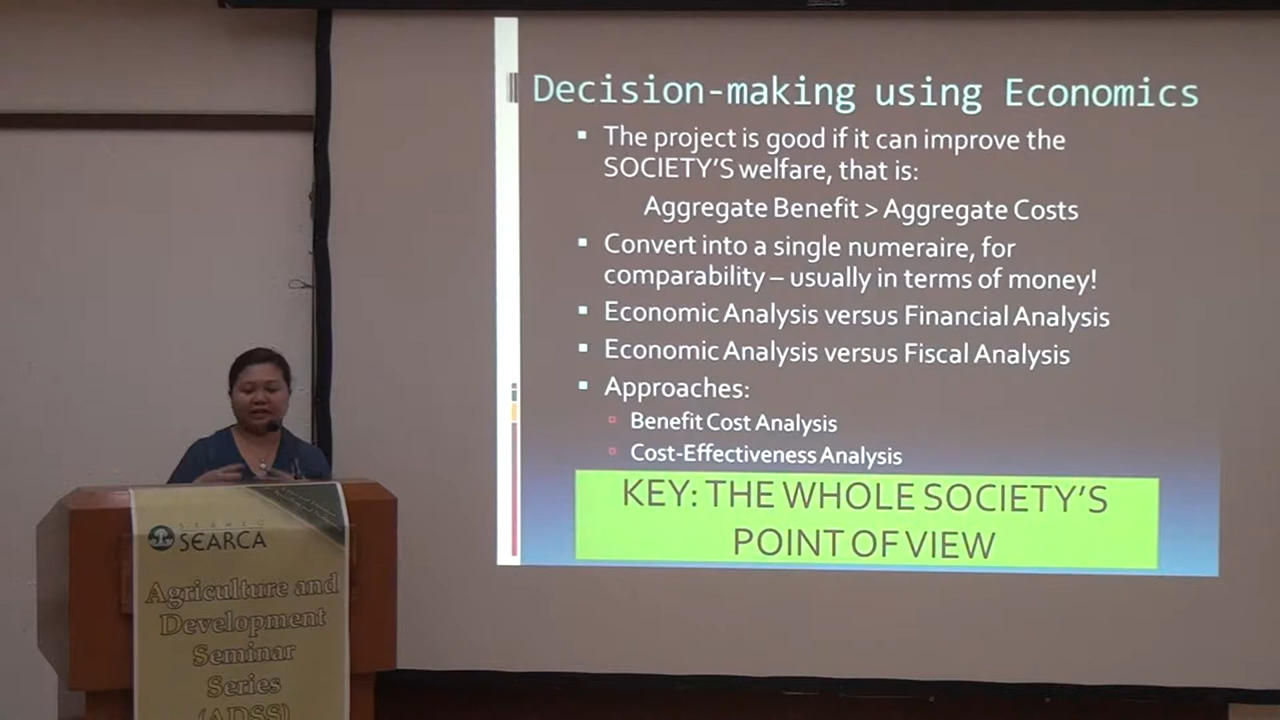 Decision-making using Economics
The project is good if it can improve the
SOCIETY'S welfare, that is:
Aggregate Benefit > Aggregate Costs
Convert into a single numeraire, for
comparability – usually in terms of money!
Economic Analysis versus Financial Analysis
Economic Analysis versus Fiscal Analysis
Approaches:
Benefit Cost Analysis
Cost-Effectiveness Analysis
KEY: THE WHOLE SOCIETY'S
POINT OF VIEW
SEAMEO
SEARCA
Agriculture and
Development
Seminar
Series
(ADSS)